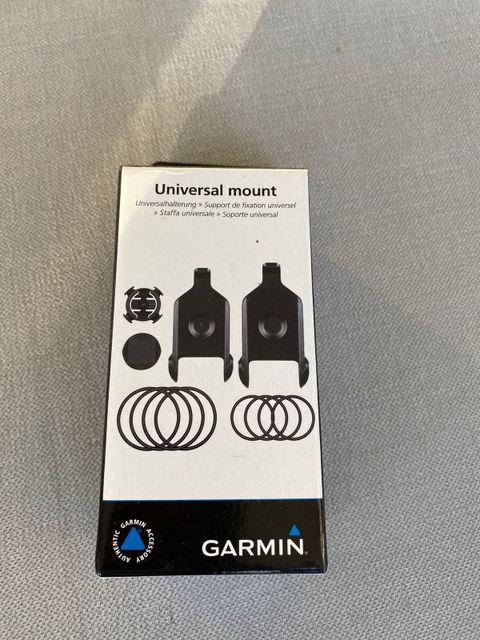 Universal mount
Universalhalterung » Support de fixation universel
» Staffa universale » Soporte universal
AUTHENTIC GARMIN ACCESSORY
GARMIN